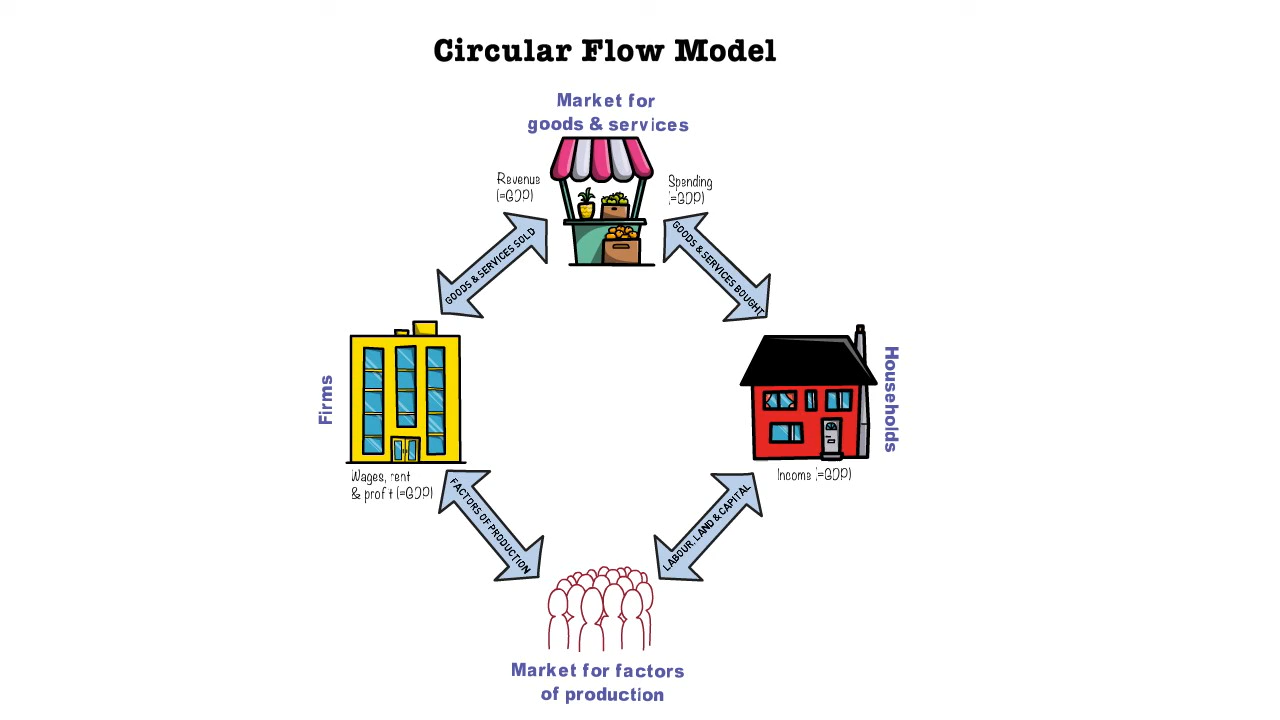 Circular Flow Model
Market for
goods & services
Revenue
(=GDP)
Spending
(=GDP)
GOODS & SERVICES SOLD
GOODS & SERVICES BOUGHT
Firms
Households
Wages, rent
& profit (=GDP)
Income (=GDP)
FACTORS OF PRODUCTION
LABOUR, LAND & CAPITAL
Market for factors
of production